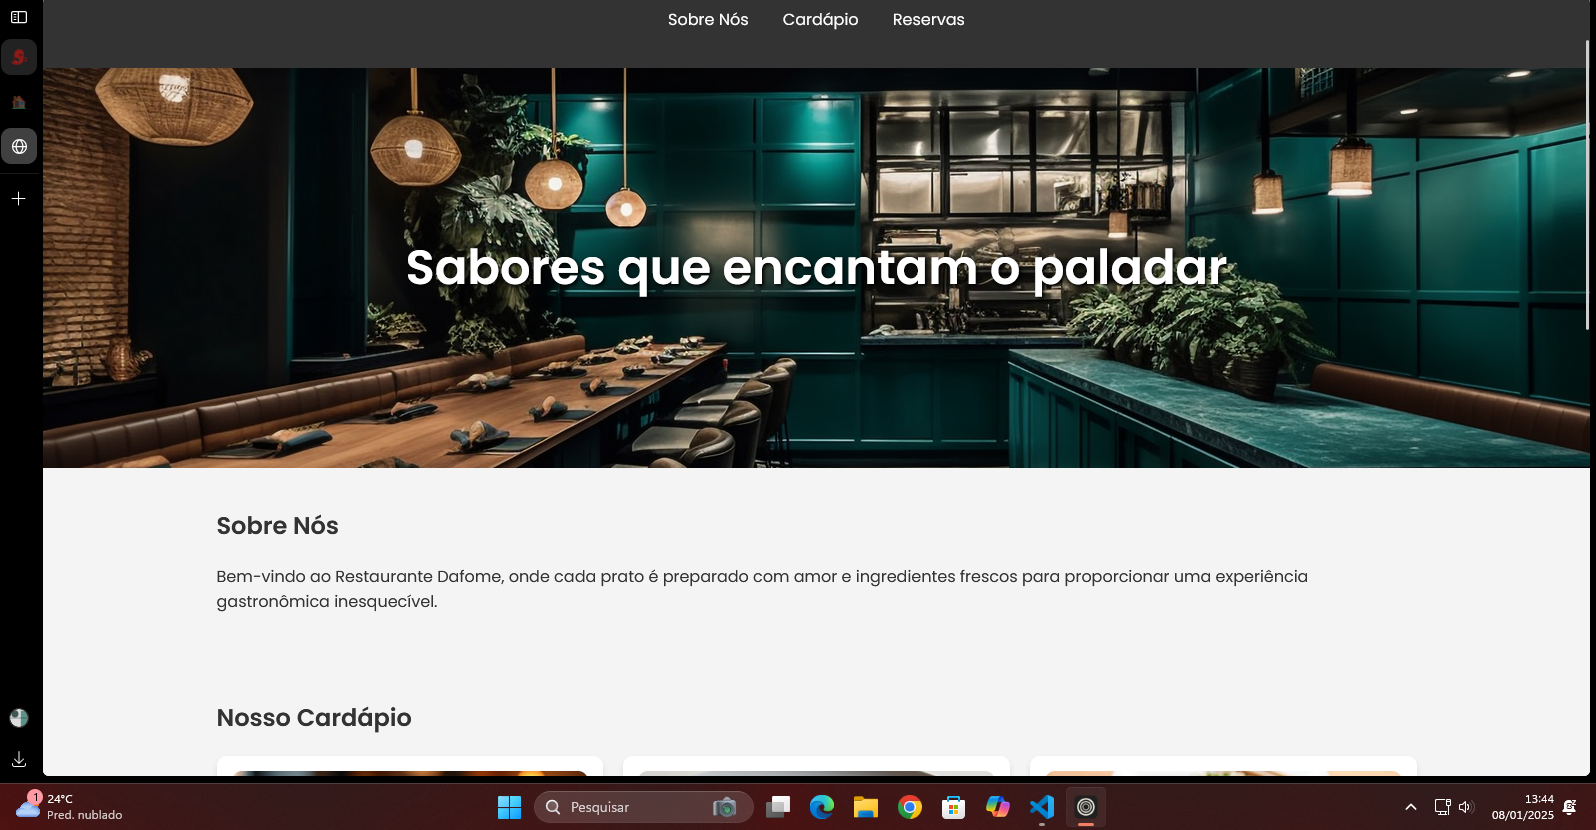 Sobre Nós
Cardápio
Reservas
Sabores que encantam o paladar
Sobre Nós
Bem-vindo ao Restaurante Dafome, onde cada prato é preparado com amor e ingredientes frescos para proporcionar uma experiência
gastronômica inesquecível.
Nosso Cardápio
1
24°C
Pred. nublado
Pesquisar
13:44
08/01/2025